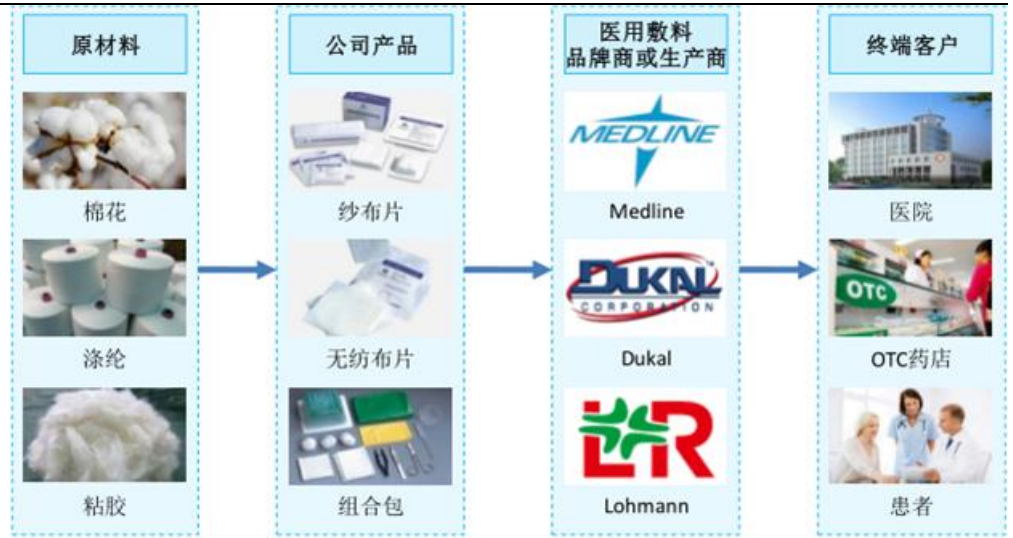 原材料
棉花
涤纶
粘胶
公司产品
纱布片
无纺布片
组合包
医用敷料
品牌商或生产商
MEDLINE
Medline
DUKAL
CORPORATION
Dukal
L R
Lohmann
终端客户
医院
OTC
OTC药店
患者